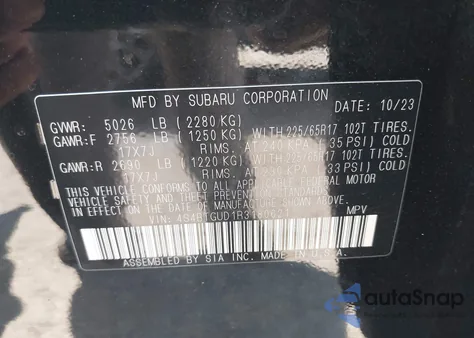 MFD BY SUBARU CORPORATION DATE: 10/23
GVWR: 5026 LB (2280 KG)
GAWR:F 2756 LB (1250 KG) WITH 225/65R17 102T TIRES,
17X7J RIMS, AT 240 KPA (35 PSI) COLD
GAWR:R 2690 LB (1220 KG) WITH 225/65R17 102T TIRES,
17X7J RIMS, AT (33 PSI) COLD
THIS VEHICLE CONFORMS TO ALL APPLICABLE FEDERAL MOTOR
VEHICLE SAFETY, BUMPER AND THEFT PREVENTION STANDARDS
IN EFFECT ON THE DATE OF MANUFACTURE SHOWN ABOVE.
VIN: MPV
ASSEMBLED BY SIA INC. MADE IN U.S.A.
autaSnap